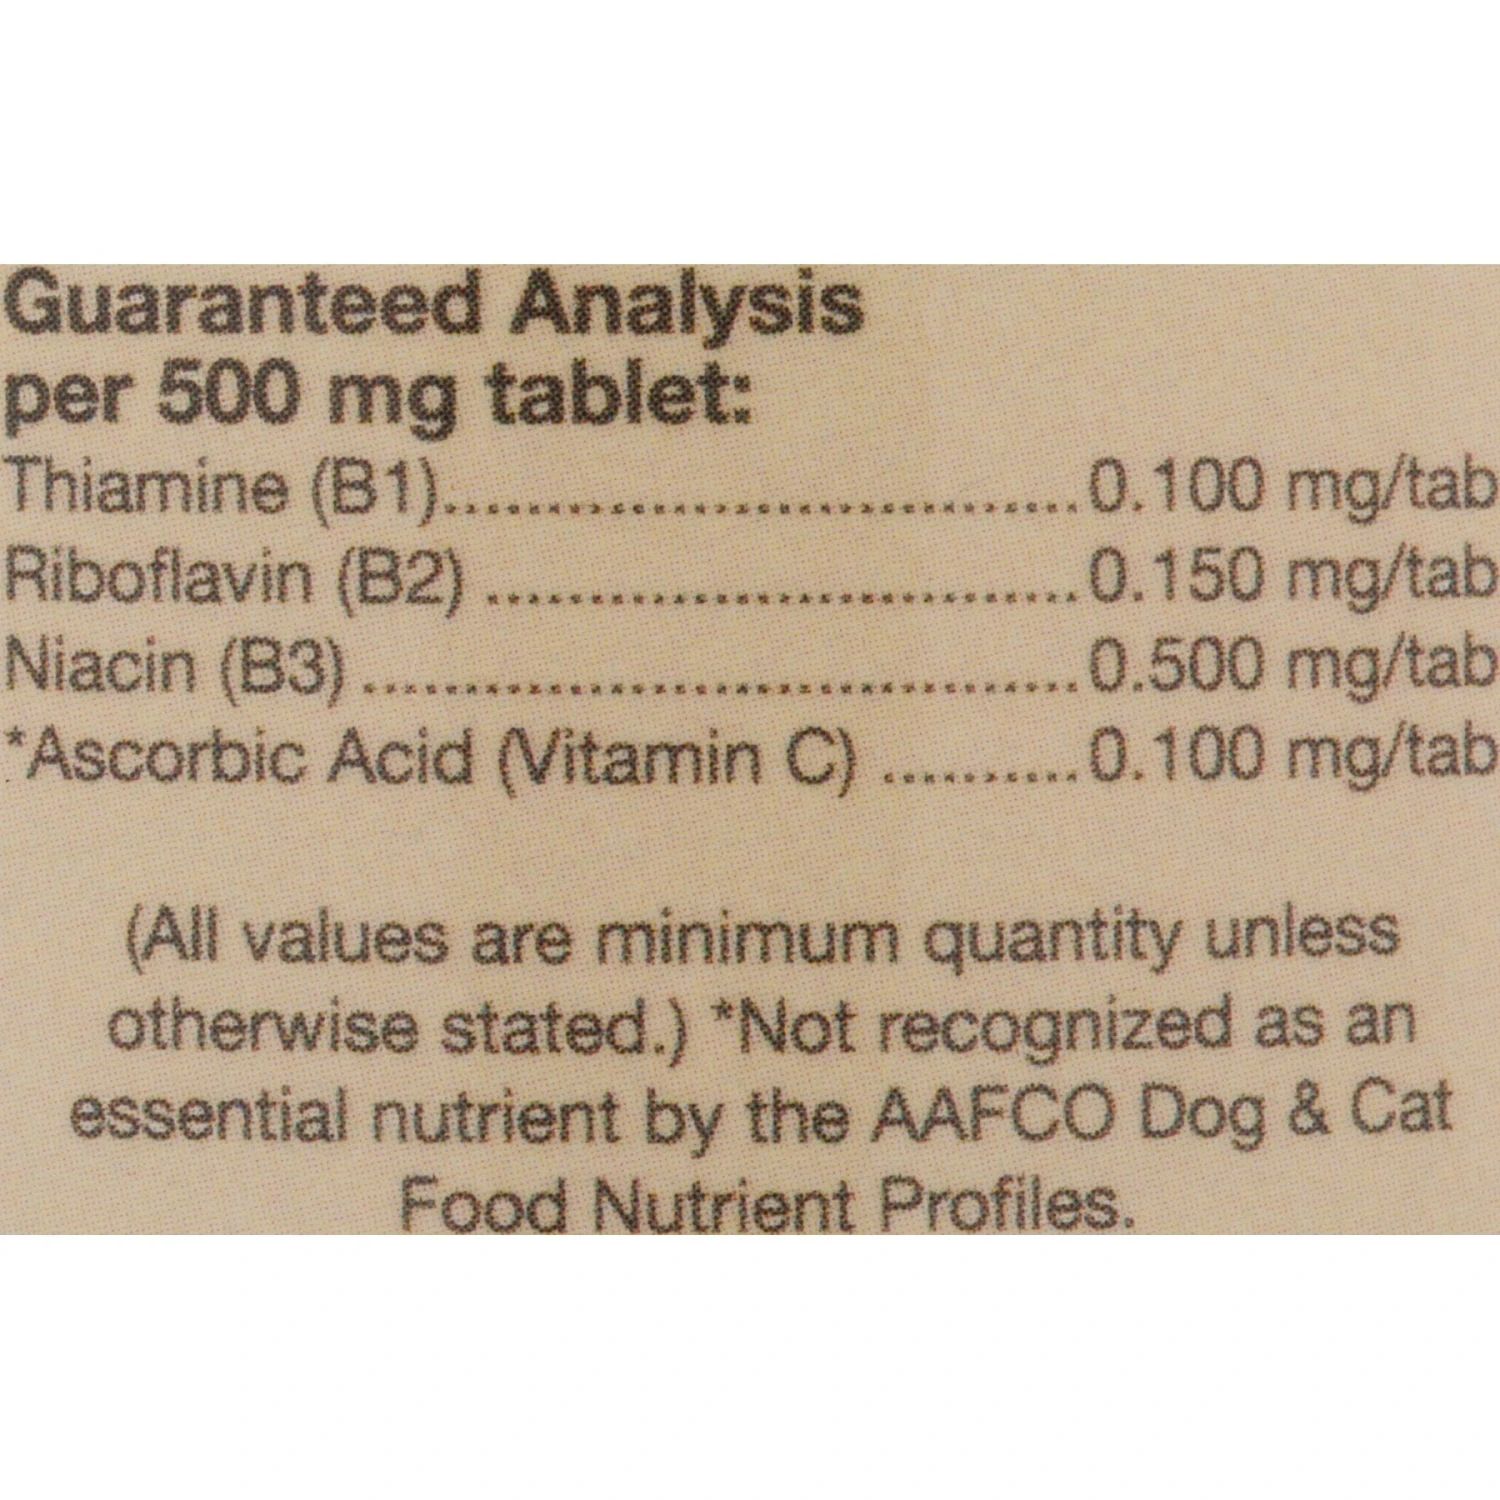 Guaranteed Analysis
per 500 mg tablet:
Thiamine (B1)..........................................0.100 mg/tab
Riboflavin (B2) .......................................0.150 mg/tab
Niacin (B3) ...............................................0.500 mg/tab
*Ascorbic Acid (Vitamin C) .............0.100 mg/tab
(All values are minimum quantity unless
otherwise stated.) *Not recognized as an
essential nutrient by the AAFCO Dog & Cat
Food Nutrient Profiles.